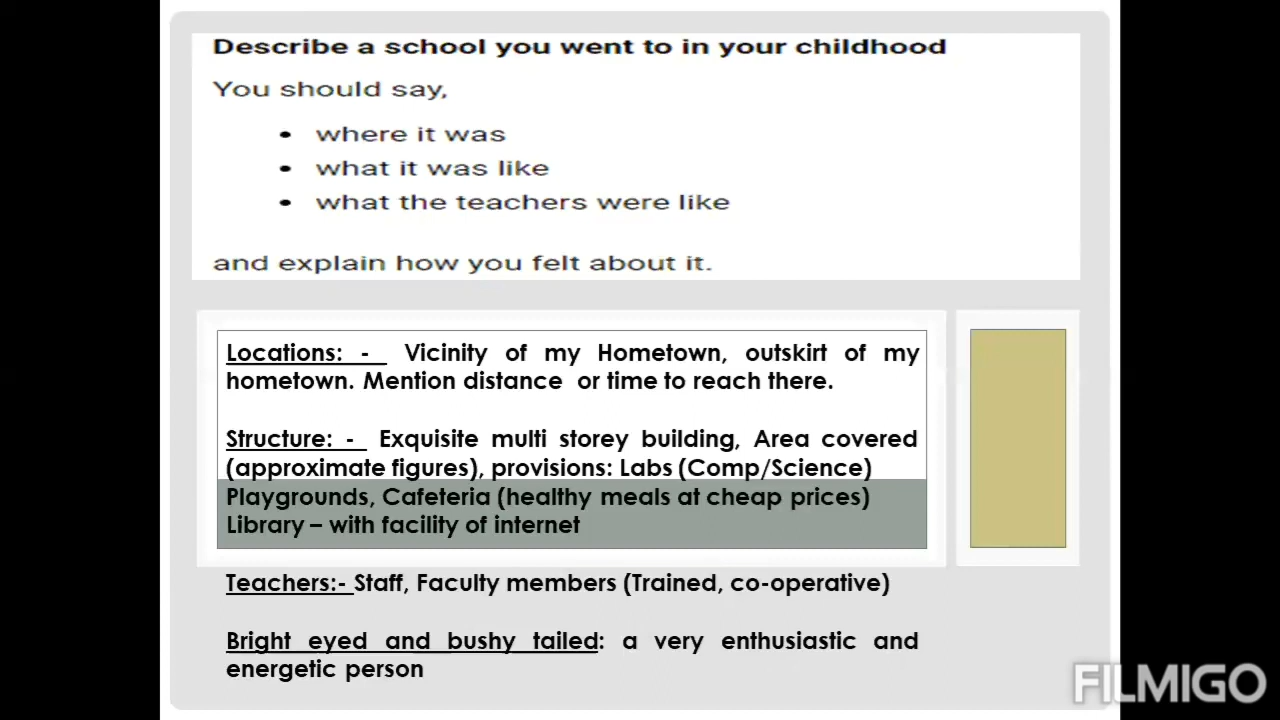 Describe a school you went to in your childhood
You should say,
• where it was
• what it was like
• what the teachers were like
and explain how you felt about it.
Locations: - Vicinity of my Hometown, outskirt of my
hometown. Mention distance or time to reach there.
Structure: - Exquisite multi storey building, Area covered
(approximate figures), provisions: Labs (Comp/Science)
Playgrounds, Cafeteria (healthy meals at cheap prices)
Library – with facility of internet
Teachers:- Staff, Faculty members (Trained, co-operative)
Bright eyed and bushy tailed: a very enthusiastic and
energetic person
FILMIGO